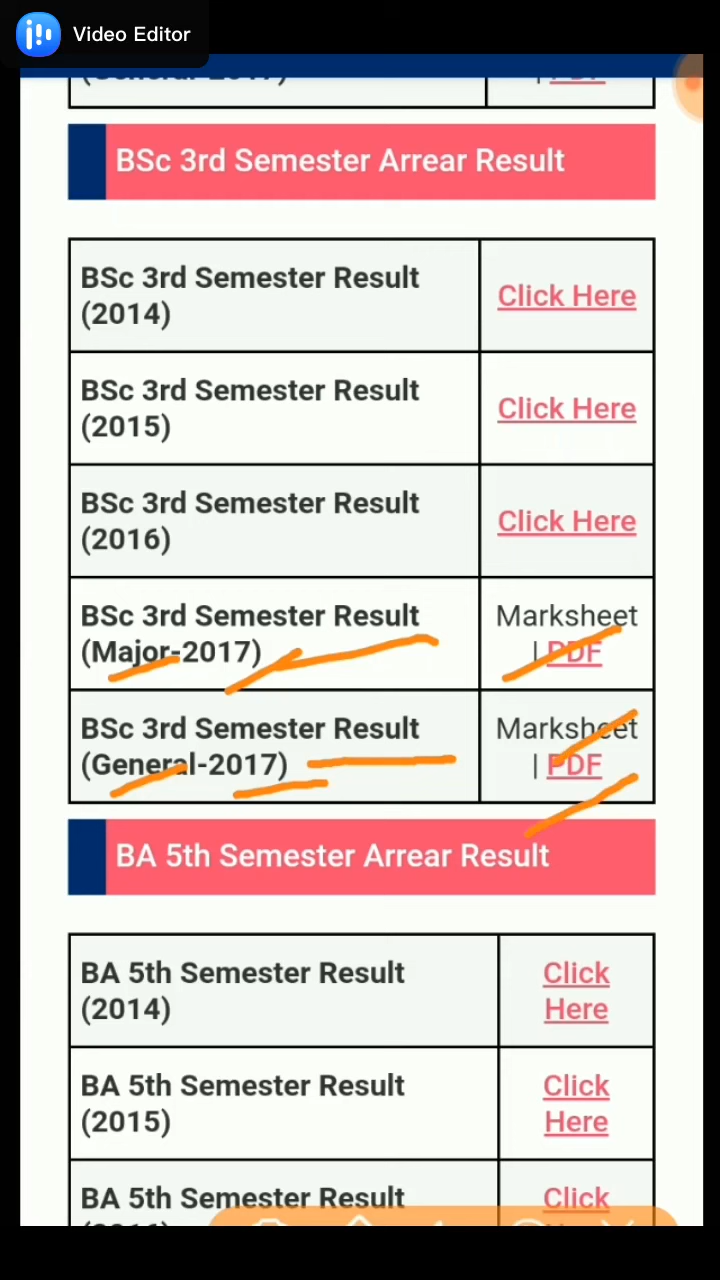 Video Editor
(General-2017)
| PDF
BSc 3rd Semester Arrear Result
BSc 3rd Semester Result
(2014)
Click Here
BSc 3rd Semester Result
(2015)
Click Here
BSc 3rd Semester Result
(2016)
Click Here
BSc 3rd Semester Result
(Major-2017)
Marksheet
| PDF
BSc 3rd Semester Result
(General-2017)
Marksheet
| PDF
BA 5th Semester Arrear Result
BA 5th Semester Result
(2014)
Click
Here
BA 5th Semester Result
(2015)
Click
Here
BA 5th Semester Result
Click